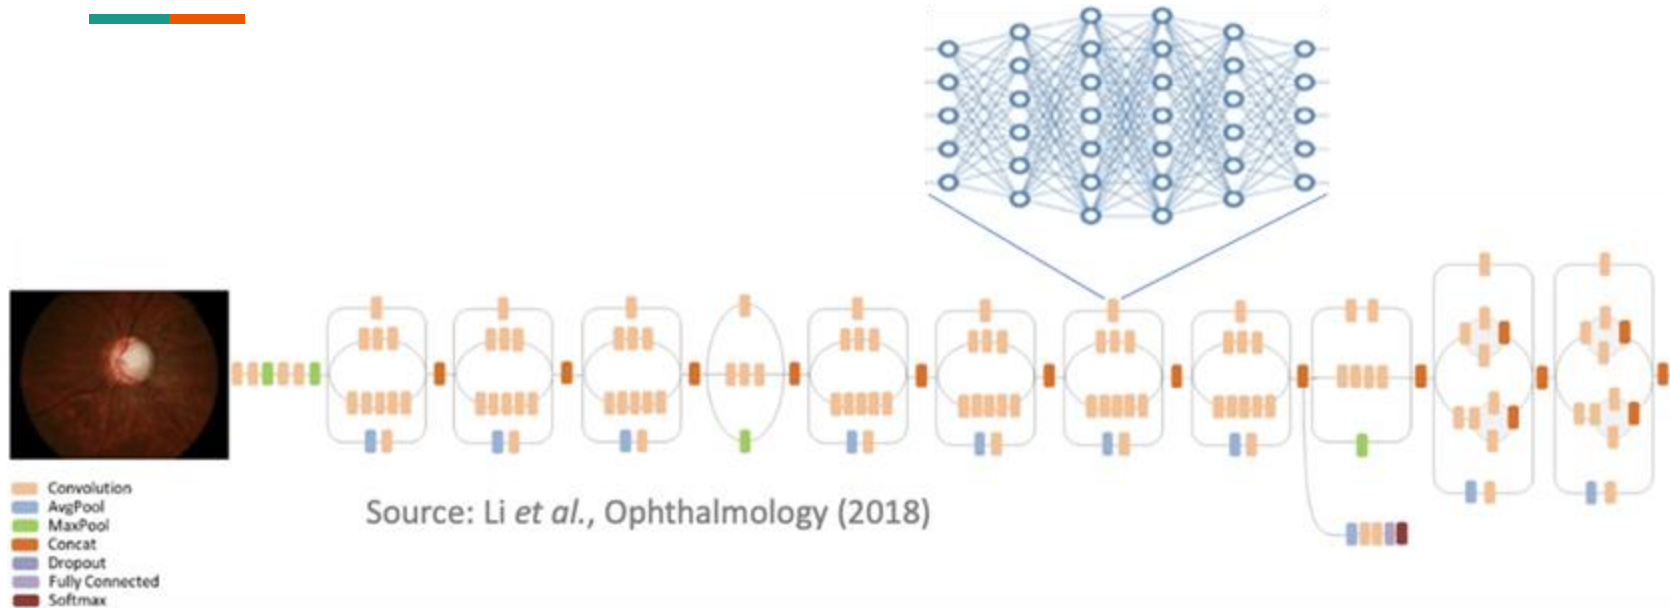 Source: Li et al., Ophthalmology (2018)
Convolution
AvgPool
MaxPool
Concat
Dropout
Fully Connected
Softmax